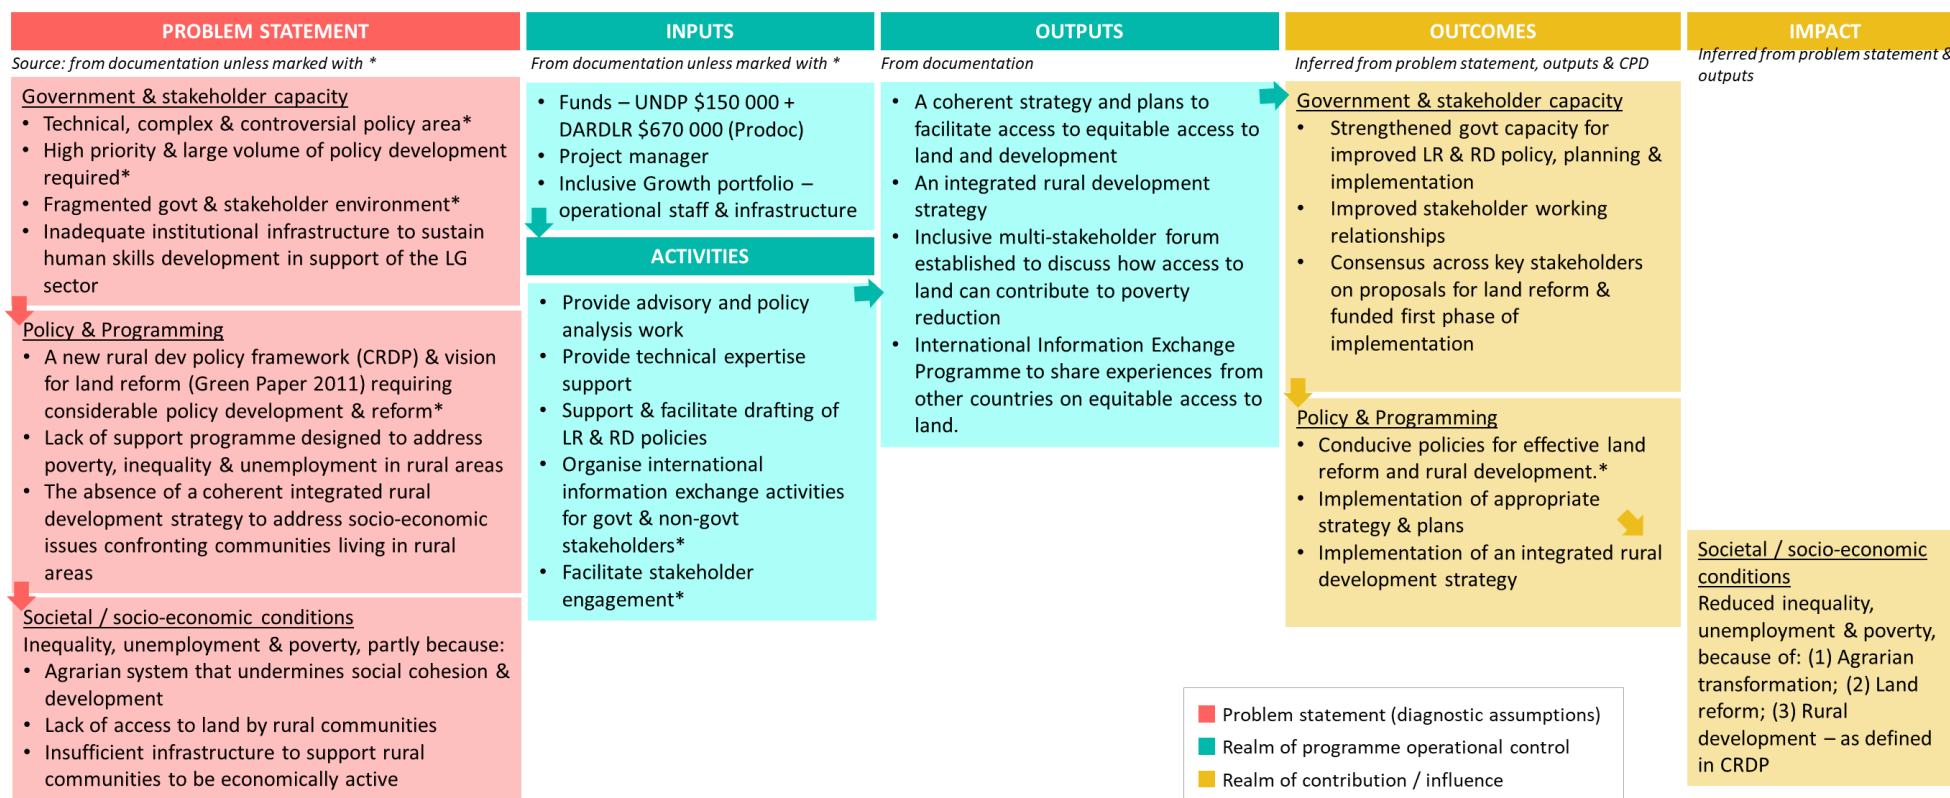 PROBLEM STATEMENT
Source: from documentation unless marked with *
Government & stakeholder capacity
• Technical, complex & controversial policy area*
• High priority & large volume of policy development
required*
• Fragmented govt & stakeholder environment*
• Inadequate institutional infrastructure to sustain
human skills development in support of the LG
sector
Policy & Programming
• A new rural dev policy framework (CRDP) & vision
for land reform (Green Paper 2011) requiring
considerable policy development & reform*
• Lack of support programme designed to address
poverty, inequality & unemployment in rural areas
• The absence of a coherent integrated rural
development strategy to address socio-economic
issues confronting communities living in rural
areas
Societal / socio-economic conditions
Inequality, unemployment & poverty, partly because:
• Agrarian system that undermines social cohesion &
development
• Lack of access to land by rural communities
• Insufficient infrastructure to support rural
communities to be economically active
INPUTS
From documentation unless marked with *
• Funds – UNDP $150 000 +
DARDLR $670 000 (Prodoc)
• Project manager
• Inclusive Growth portfolio –
operational staff & infrastructure
ACTIVITIES
• Provide advisory and policy
analysis work
• Provide technical expertise
support
• Support & facilitate drafting of
LR & RD policies
• Organise international
information exchange activities
for govt & non-govt
stakeholders*
• Facilitate stakeholder
engagement*
OUTPUTS
From documentation
• A coherent strategy and plans to
facilitate access to equitable access to
land and development
• An integrated rural development
strategy
• Inclusive multi-stakeholder forum
established to discuss how access to
land can contribute to poverty
reduction
• International Information Exchange
Programme to share experiences from
other countries on equitable access to
land.
OUTCOMES
Inferred from problem statement, outputs & CPD
Government & stakeholder capacity
• Strengthened govt capacity for
improved LR & RD policy, planning &
implementation
• Improved stakeholder working
relationships
• Consensus across key stakeholders
on proposals for land reform &
funded first phase of
implementation
Policy & Programming
• Conducive policies for effective land
reform and rural development.*
• Implementation of appropriate
strategy & plans
• Implementation of an integrated rural
development strategy
IMPACT
Inferred from problem statement &
outputs
Societal / socio-economic
conditions
Reduced inequality,
unemployment & poverty,
because of: (1) Agrarian
transformation; (2) Land
reform; (3) Rural
development – as defined
in CRDP
Problem statement (diagnostic assumptions)
Realm of programme operational control
Realm of contribution / influence